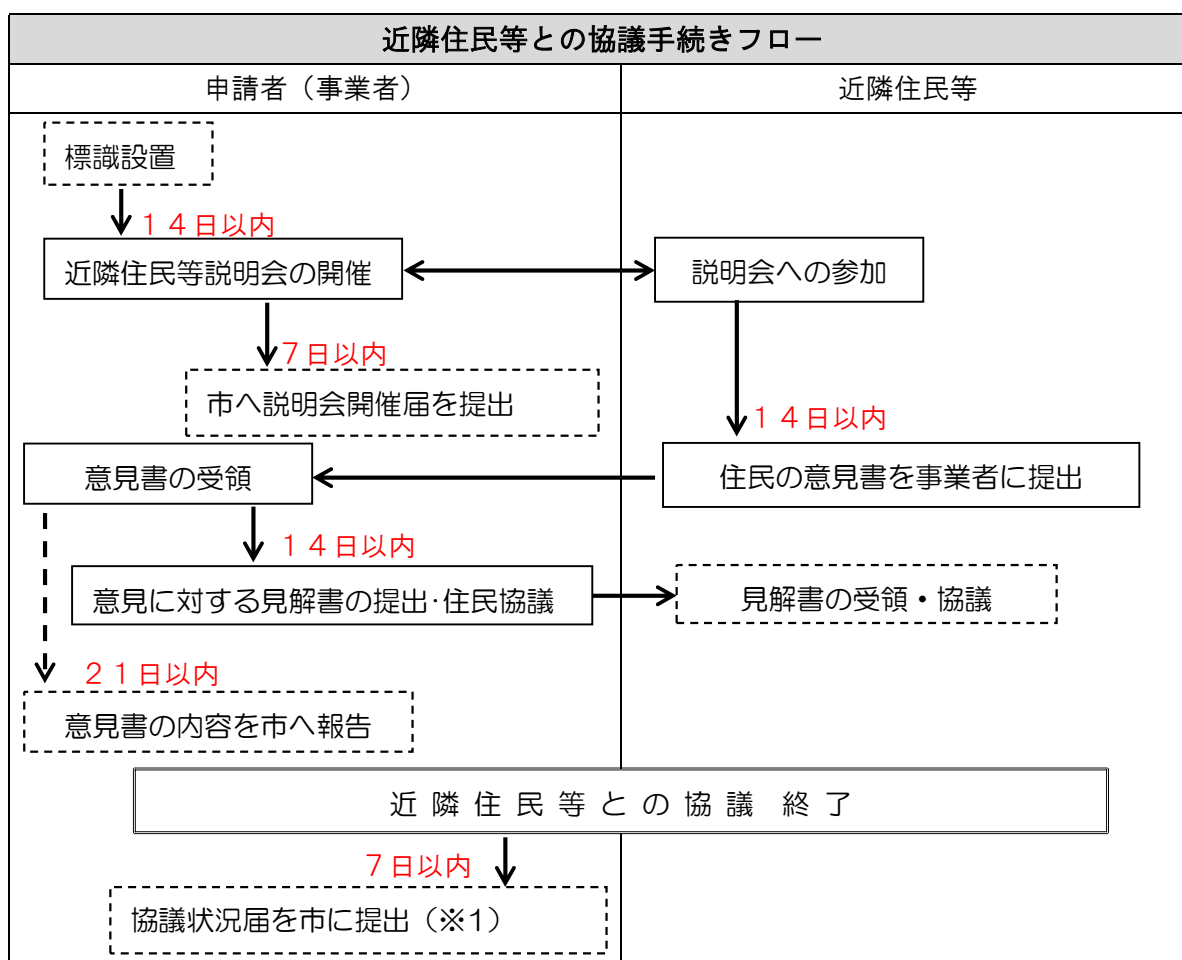 近隣住民等との協議手続きフロー
申請者（事業者）
近隣住民等
標識設置
１４日以内
近隣住民等説明会の開催
説明会への参加
７日以内
市へ説明会開催届を提出
１４日以内
意見書の受領
住民の意見書を事業者に提出
１４日以内
意見に対する見解書の提出･住民協議
見解書の受領・協議
２１日以内
意見書の内容を市へ報告
近 隣 住 民 等 と の 協 議 終 了
７日以内
協議状況届を市に提出（※1）